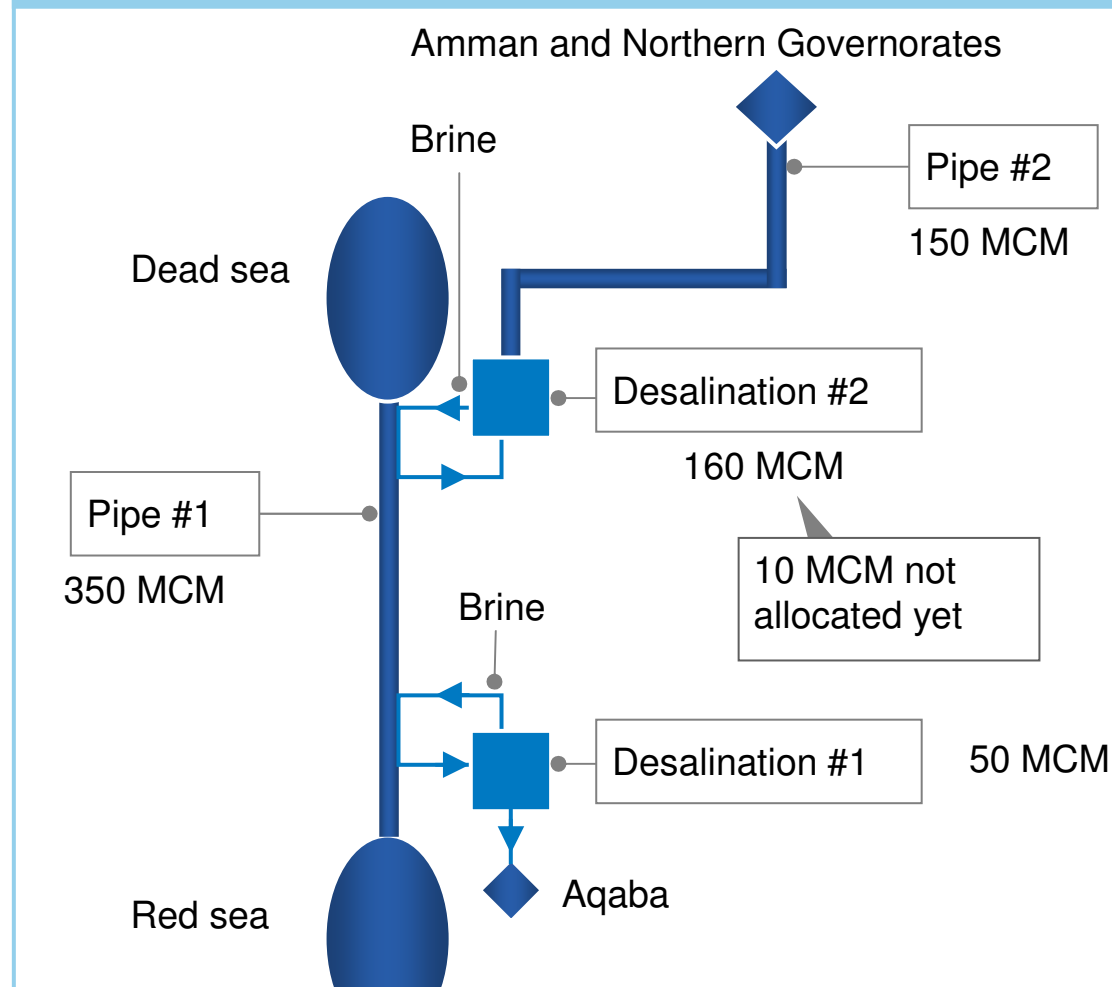 Amman and Northern Governorates
Brine
Pipe #2
150 MCM
Dead sea
Desalination #2
160 MCM
Pipe #1
350 MCM
10 MCM not
allocated yet
Brine
Desalination #1
50 MCM
Aqaba
Red sea